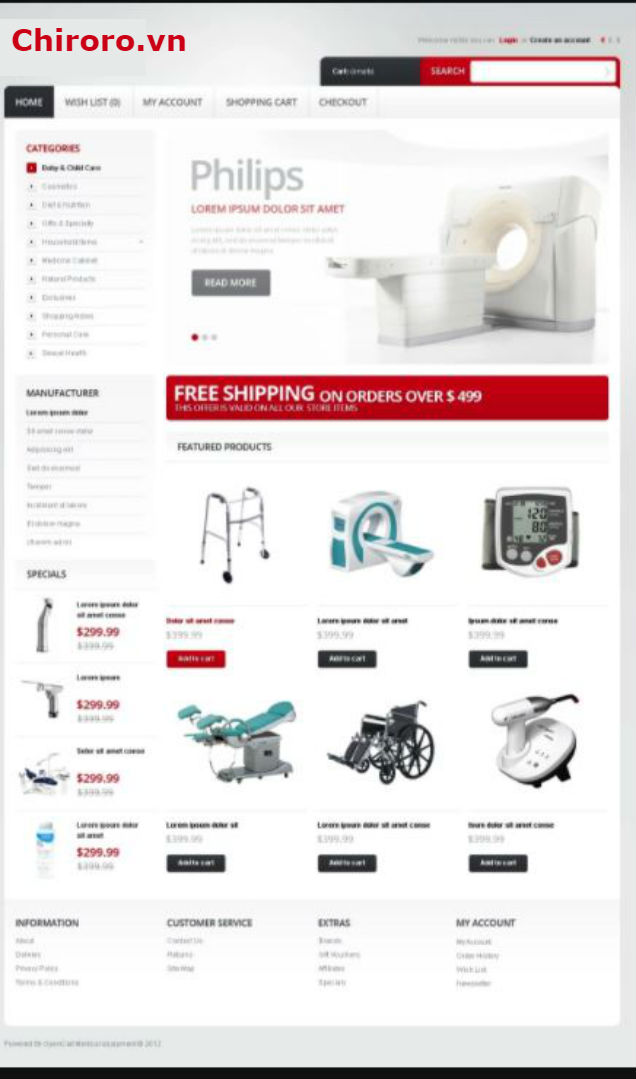 Chiroro.vn
Welcome visitor you can Login or Create an account
Cart:
SEARCH
HOME
WISH LIST (0)
MY ACCOUNT
SHOPPING CART
CHECKOUT
CATEGORIES
Baby & Child Care
Cosmetics
Diet & Nutrition
Gifts & Specialty
Household Items
Medicine Cabinet
Natural Products
Exclusives
Shopping Ideas
Personal Care
Sexual Health
Philips
LOREM IPSUM DOLOR SIT AMET
READ MORE
MANUFACTURER
Lorem ipsum dolor
Sit amet conse ctetur
Adipisicing elit
Sed do eiusmod
Tempor
Incididunt ut labore
Et dolore magna
FREE SHIPPING ON ORDERS OVER $ 499
THIS OFFER IS VALID ON ALL OUR STORE ITEMS
FEATURED PRODUCTS
Dolor sit amet conse
$399.99
Add to cart
Lorem ipsum dolor sit amet
$399.99
Add to cart
Ipsum dolor sit amet conse
$399.99
Add to cart
SPECIALS
Lorem ipsum dolor
sit amet conse
$299.99
$399.99
Lorem ipsum
$299.99
$399.99
Dolor sit amet conse
$299.99
$399.99
Lorem ipsum dolor
sit amet
$299.99
$399.99
Lorem ipsum dolor sit
$399.99
Add to cart
Lorem ipsum dolor sit amet conse
$399.99
Add to cart
dolor sit amet conse
$399.99
Add to cart
INFORMATION
About
Delivery
Privacy Policy
Terms & Conditions
CUSTOMER SERVICE
Contact Us
Returns
Site Map
EXTRAS
Brands
Gift Vouchers
Affiliates
Specials
MY ACCOUNT
My Account
Order History
Wish List
Newsletter
Powered By OpenCart